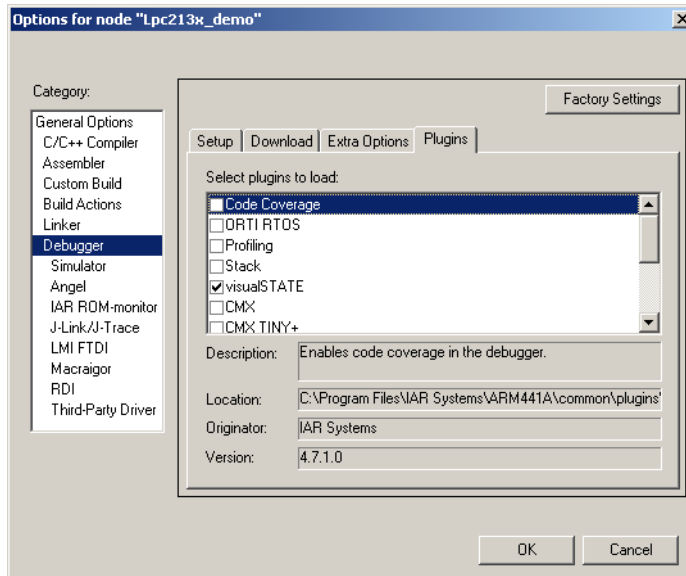 Options for node "Lpc213x_demo"
Category:
Factory Settings
General Options
C/C++ Compiler
Assembler
Custom Build
Build Actions
Linker
Debugger
Simulator
Angel
IAR ROM-monitor
J-Link/J-Trace
LMI FTDI
Macraigor
RDI
Third-Party Driver
Setup Download Extra Options Plugins
Select plugins to load:
Code Coverage
ORTI RTOS
Profiling
Stack
visualSTATE
CMX
CMX TINY+
Description: Enables code coverage in the debugger.
Location: C:\Program Files\IAR Systems\ARM441A\common\plugins\
Originator: IAR Systems
Version: 4.7.1.0
OK Cancel